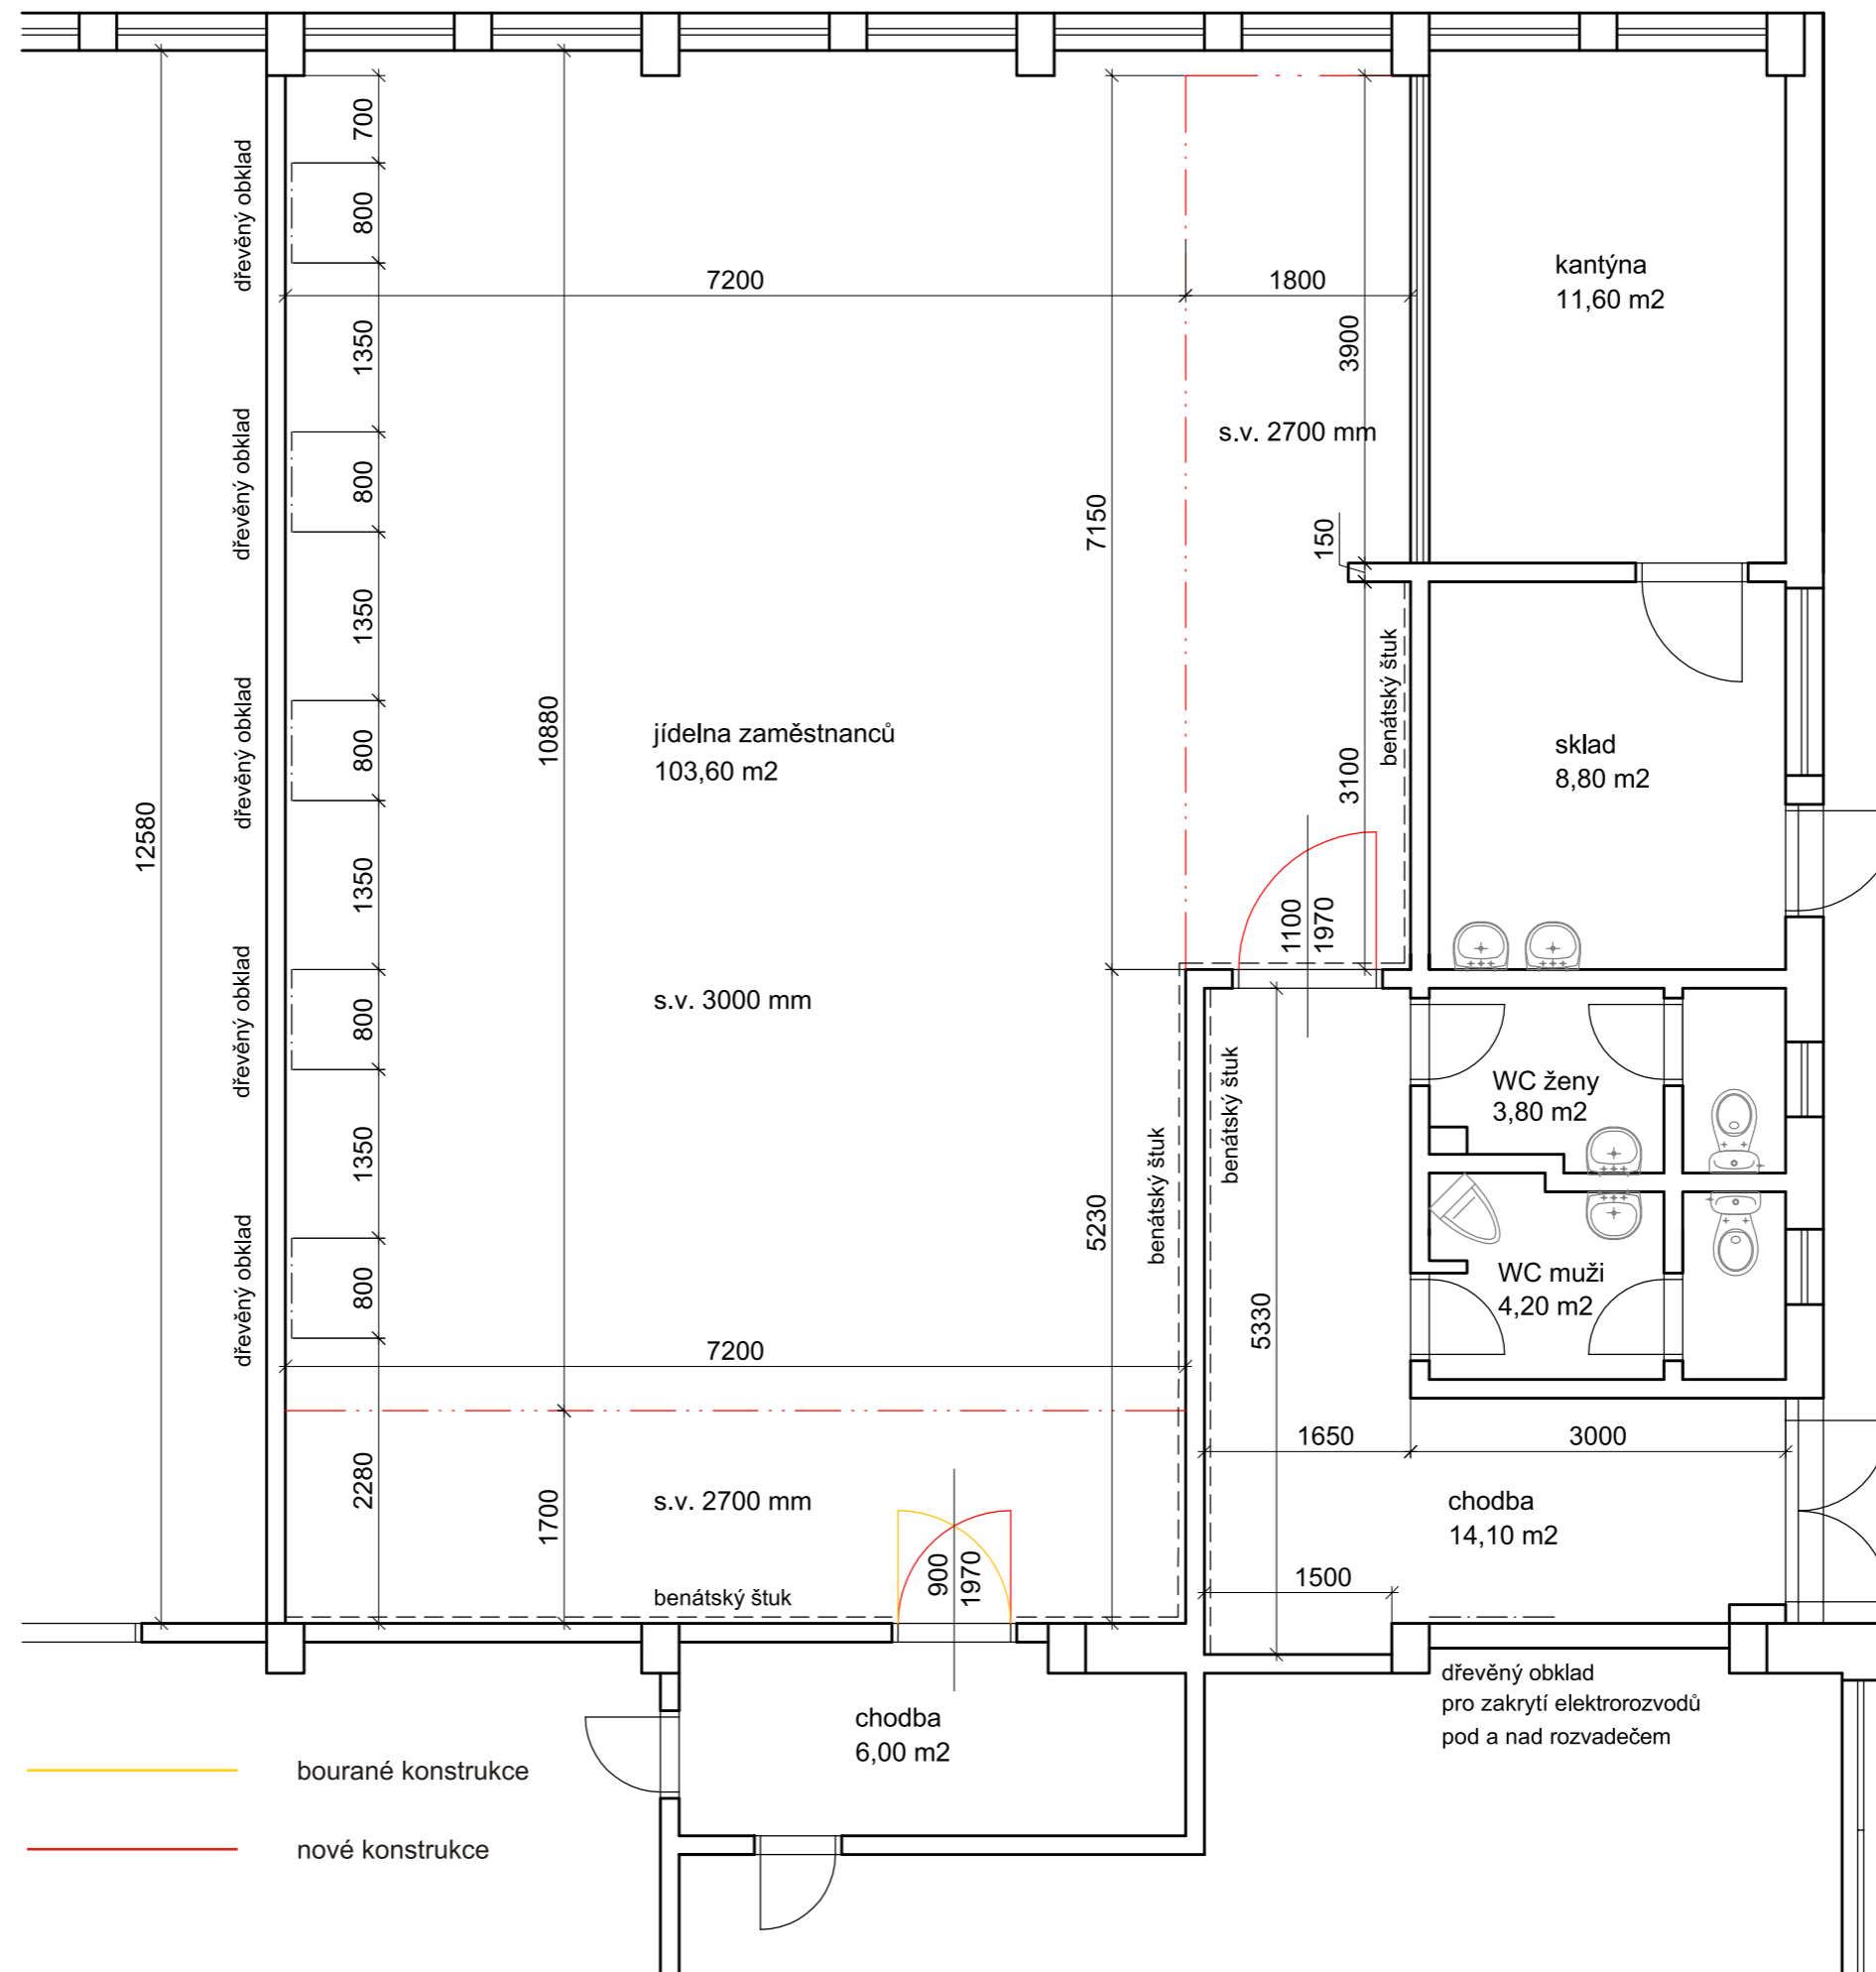 700
800
1350
800
1350
800
1350
800
1350
800
2280
dřevěný obklad
dřevěný obklad
dřevěný obklad
dřevěný obklad
dřevěný obklad
12580
10880
1700
7200
1800
7150
3900
150
3100
s.v. 2700 mm
kantýna
11,60 m2
jídelna zaměstnanců
103,60 m2
benátský štuk
sklad
8,80 m2
1100
1970
s.v. 3000 mm
WC ženy
3,80 m2
benátský štuk
benátský štuk
5230
5330
WC muži
4,20 m2
7200
1650
3000
s.v. 2700 mm
chodba
14,10 m2
900
1970
1500
benátský štuk
dřevěný obklad
pro zakrytí elektrorozvodů
pod a nad rozvadečem
chodba
6,00 m2
bourané konstrukce
nové konstrukce